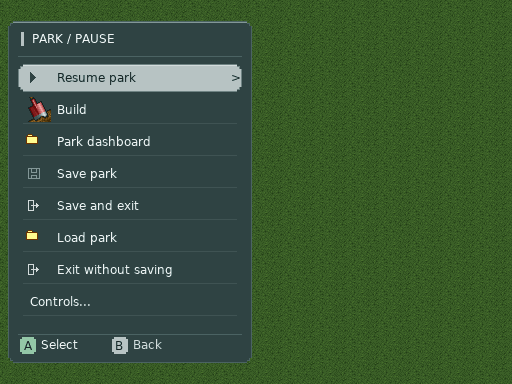 PARK / PAUSE
Resume park >
Build
Park dashboard
Save park
Save and exit
Load park
Exit without saving
Controls...
A Select B Back